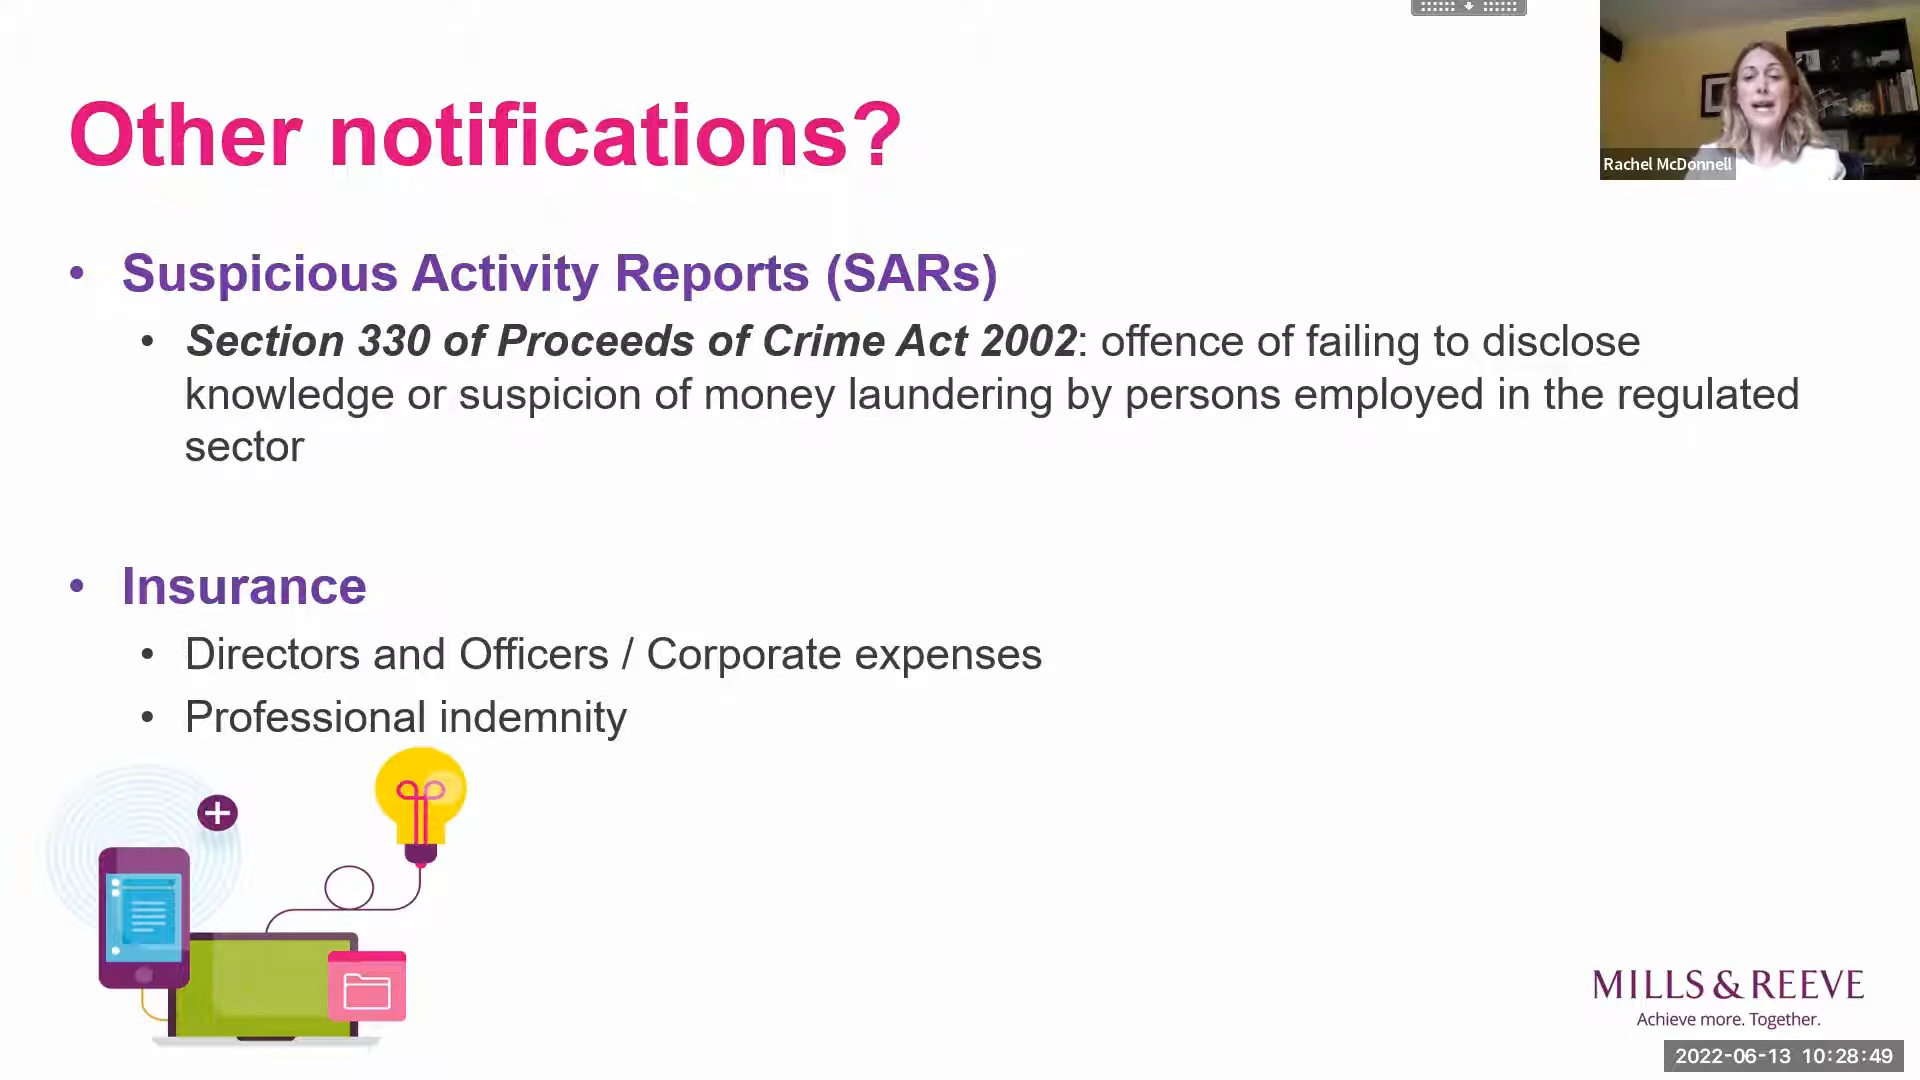 Other notifications?
Rachel McDonnell
• Suspicious Activity Reports (SARs)
• Section 330 of Proceeds of Crime Act 2002: offence of failing to disclose
knowledge or suspicion of money laundering by persons employed in the regulated
sector
• Insurance
• Directors and Officers / Corporate expenses
• Professional indemnity
MILLS & REEVE
Achieve more. Together.
2022-06-13 10:28:49